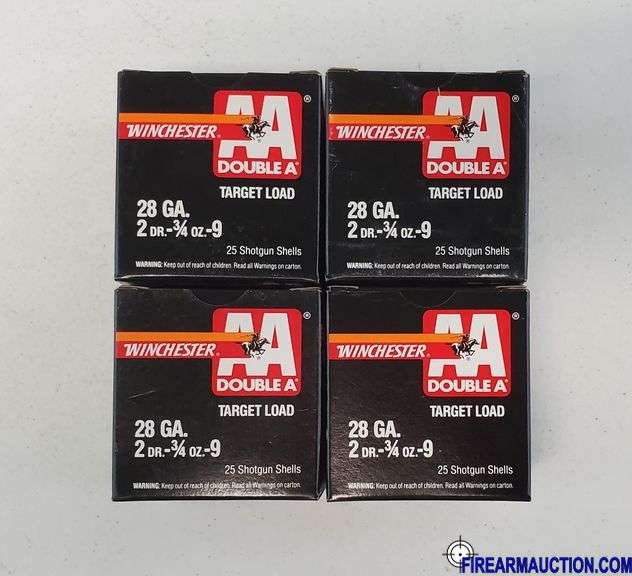 AA®
WINCHESTER®
DOUBLE A®
TARGET LOAD
28 GA.
2 DR.-¾ OZ.-9
25 Shotgun Shells
WARNING: Keep out of reach of children. Read all Warnings on carton.
AA®
WINCHESTER®
DOUBLE A®
TARGET LOAD
28 GA.
2 DR.-¾ OZ.-9
25 Shotgun Shells
WARNING: Keep out of reach of children. Read all Warnings on carton.
AA®
WINCHESTER®
DOUBLE A®
TARGET LOAD
28 GA.
2 DR.-¾ OZ.-9
25 Shotgun Shells
WARNING: Keep out of reach of children. Read all Warnings on carton.
AA®
WINCHESTER®
DOUBLE A®
TARGET LOAD
28 GA.
2 DR.-¾ OZ.-9
25 Shotgun Shells
WARNING: Keep out of reach of children. Read all Warnings on carton.
FIREARMAUCTION.COM